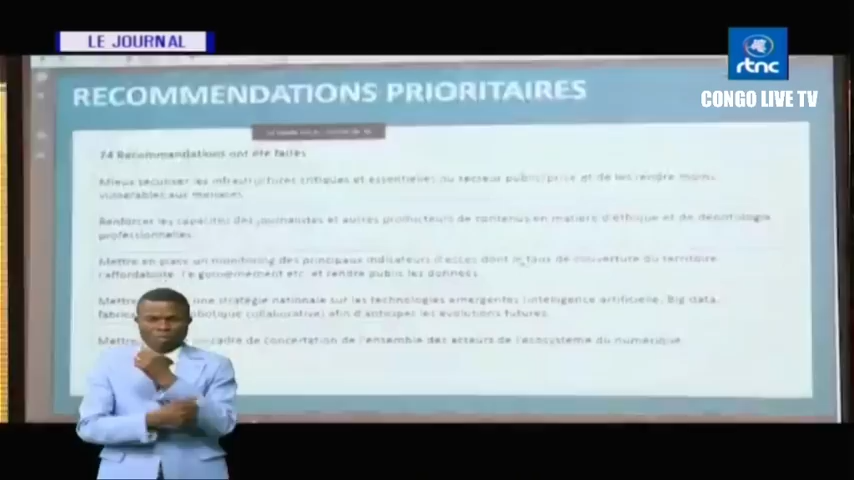 LE JOURNAL
rtnc
CONGO LIVE TV
RECOMMENDATIONS PRIORITAIRES
74 Recommandations ont été faites
Mieux sécuriser les infrastructures critiques et essentielles du secteur public/privé et de les rendre moins
vulnérables aux menaces
Renforcer les capacités des journalistes et autres producteurs de contenus en matière d'éthique et de déontologie
professionnelles
Mettre en place un monitoring des principaux indicateurs d'accès dont le taux de couverture du territoire
l'affordabilité, l'e gouvernement etc. et rendre public les données
Mettre une stratégie nationale sur les technologies émergentes (intelligence artificielle, Big data,
collaborative) afin d'anticiper les évolutions futures.
Mettre cadre de concertation de l'ensemble des acteurs de l'écosystème du numérique